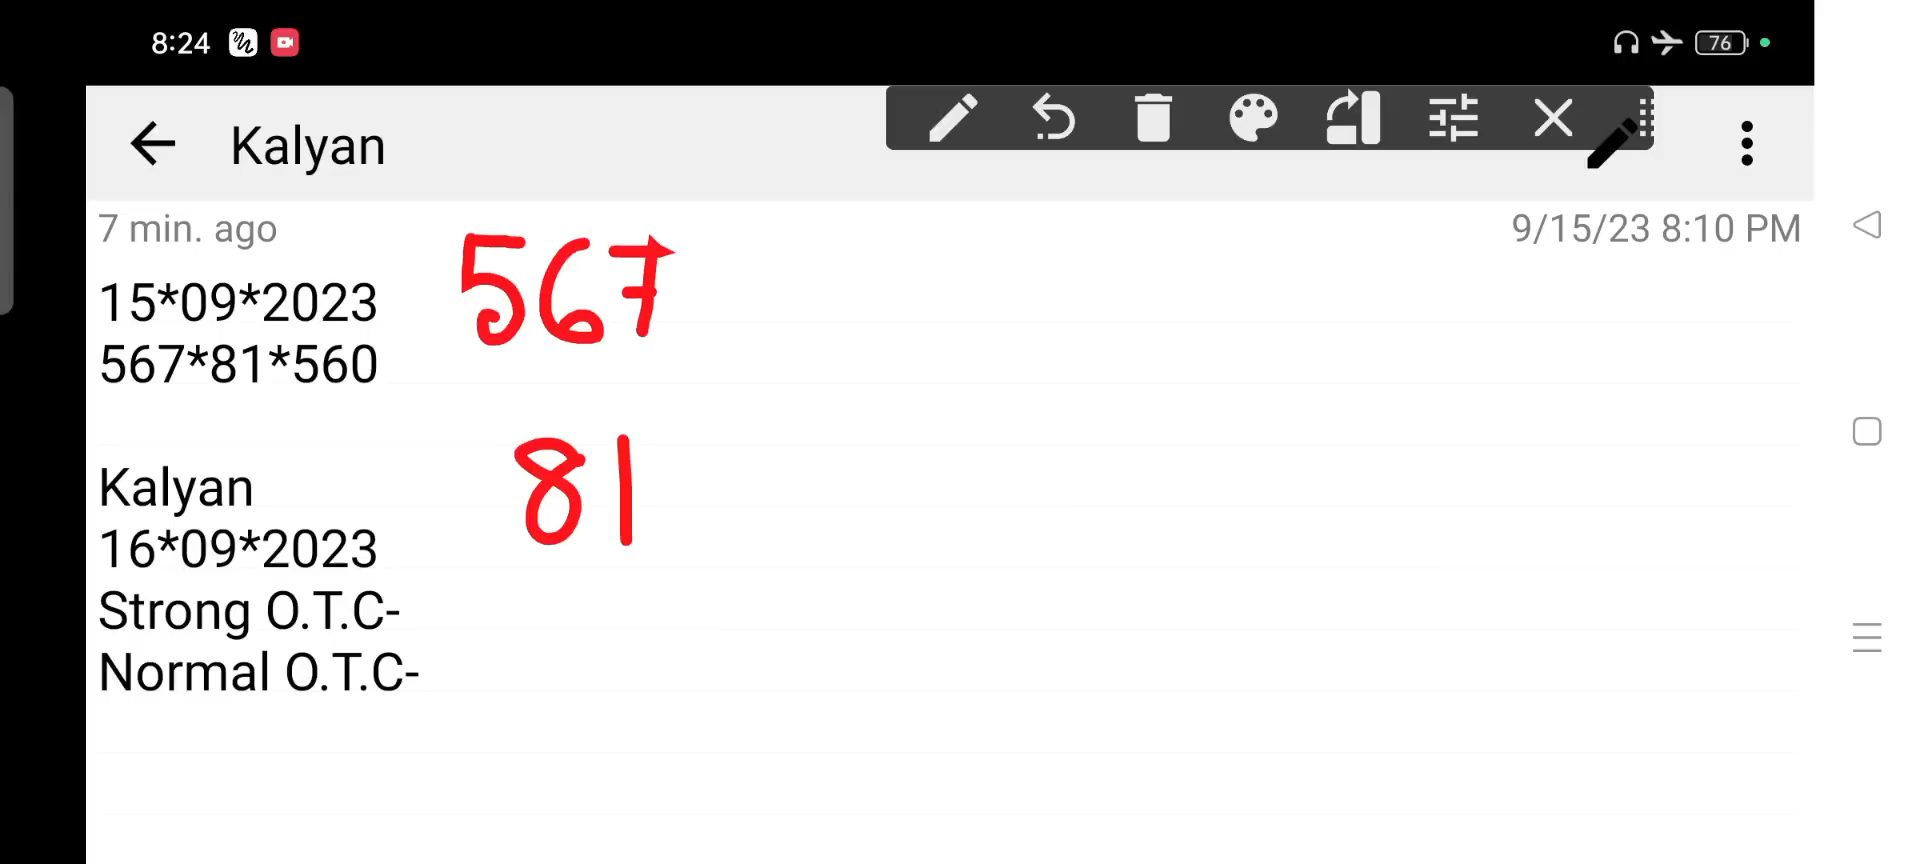 8:24
76
Kalyan
7 min. ago
9/15/23 8:10 PM
567
15*09*2023
567*81*560
81
Kalyan
16*09*2023
Strong O.T.C-
Normal O.T.C-